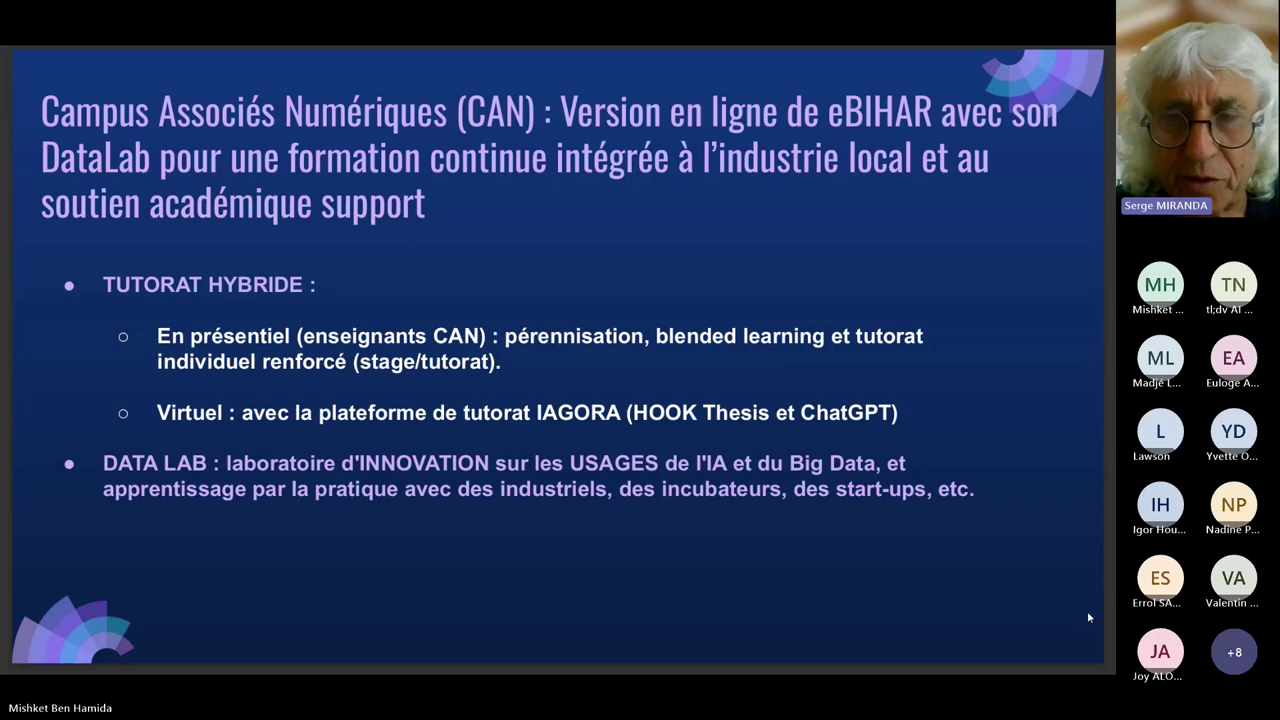 Campus Associés Numériques (CAN) : Version en ligne de eBIHAR avec son
DataLab pour une formation continue intégrée à l’industrie local et au
soutien académique support
● TUTORAT HYBRIDE :
○ En présentiel (enseignants CAN) : pérennisation, blended learning et tutorat
individuel renforcé (stage/tutorat).
○ Virtuel : avec la plateforme de tutorat IAGORA (HOOK Thesis et ChatGPT)
● DATA LAB : laboratoire d'INNOVATION sur les USAGES de l'IA et du Big Data, et
apprentissage par la pratique avec des industriels, des incubateurs, des start-ups, etc.
Serge MIRANDA
MH TN
Mishket ... tl;dv AI ...
ML EA
Madjé L... Euloge A...
L YD
Lawson Yvette O...
IH NP
Igor Hou... Nadine P...
ES VA
Errol SA... Valentin ...
JA +8
Joy ALO...
Mishket Ben Hamida